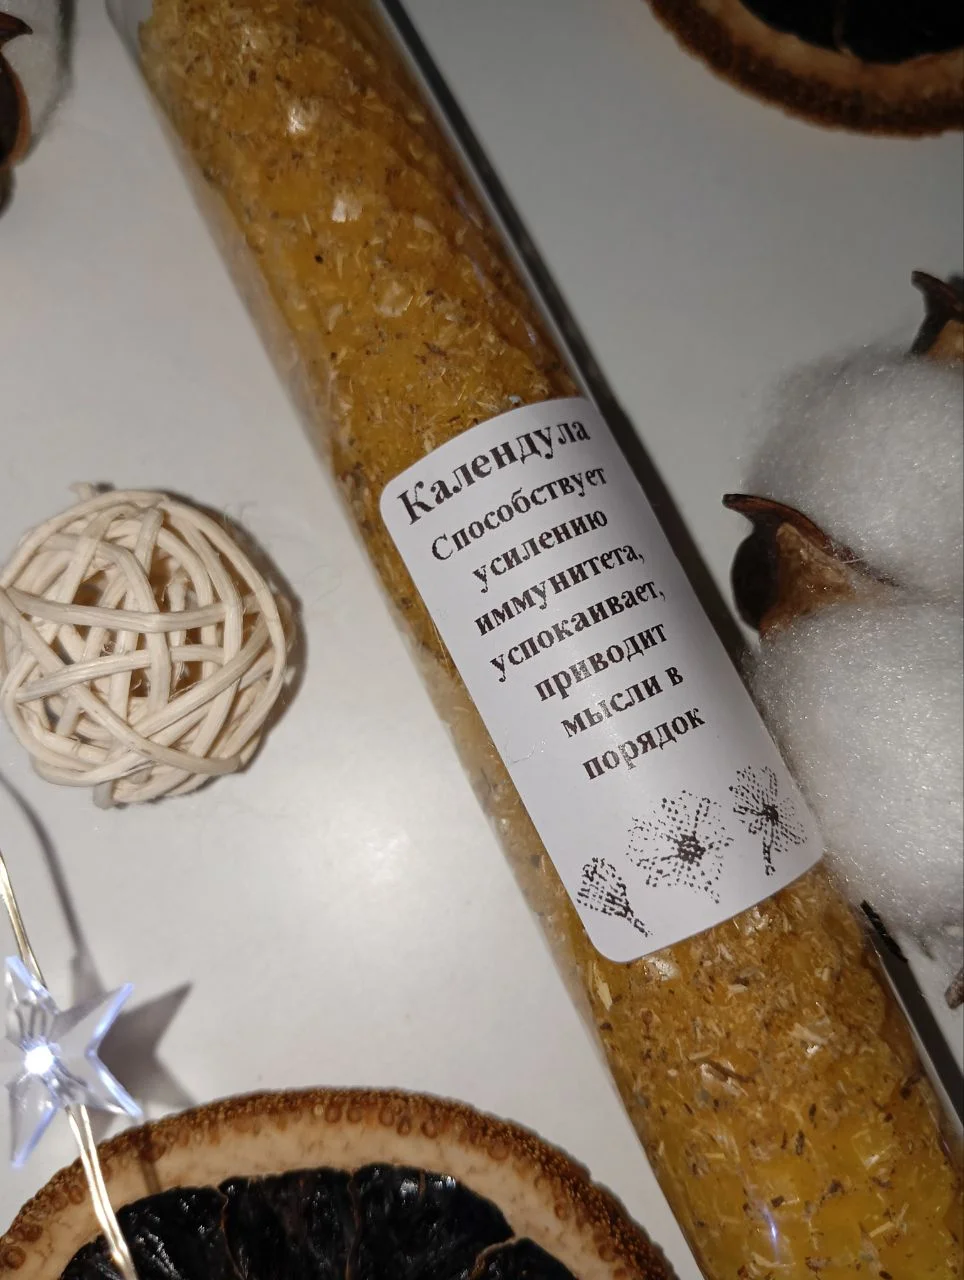 Календула
Способствует
усилению
иммунитета,
успокаивает,
приводит
мысли в
порядок